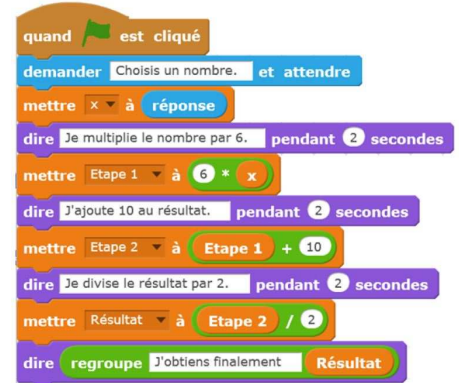 quand est cliqué
demander Choisis un nombre. et attendre
mettre x à réponse
dire Je multiplie le nombre par 6. pendant 2 secondes
mettre Etape 1 à 6 * x
dire J'ajoute 10 au résultat. pendant 2 secondes
mettre Etape 2 à Etape 1 + 10
dire Je divise le résultat par 2. pendant 2 secondes
mettre Résultat à Etape 2 / 2
dire regroupe J'obtiens finalement Résultat